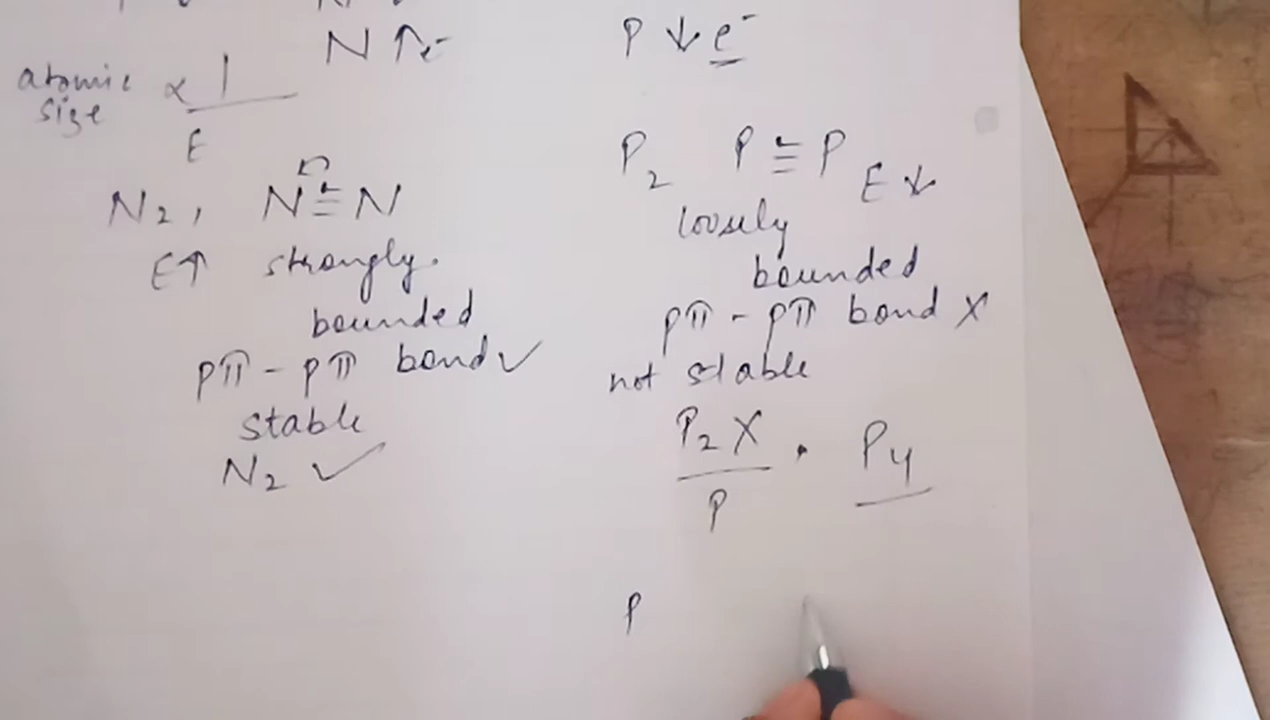 N ↑ e⁻
atomic ∝ 1
size
E
N₂, N≡N
E↑ strongly.
bounded
pπ - pπ bond ✓
stable
N₂ ✓
P ↓ e⁻
P₂ P≡P E↓
loosely
bounded
pπ - pπ bond X
not stable
P₂ X . P₄
P
P